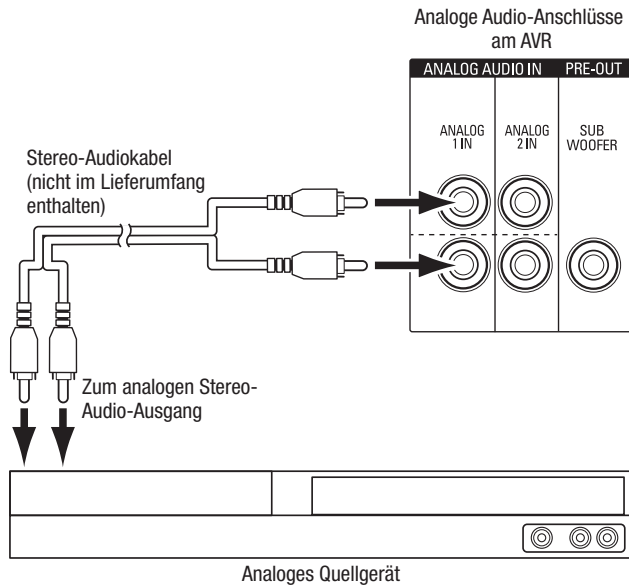 Analoge Audio-Anschlüsse
am AVR
ANALOG AUDIO IN
PRE-OUT
ANALOG
1 IN
ANALOG
2 IN
SUB
WOOFER
Stereo-Audiokabel
(nicht im Lieferumfang
enthalten)
Zum analogen Stereo-
Audio-Ausgang
Analoges Quellgerät